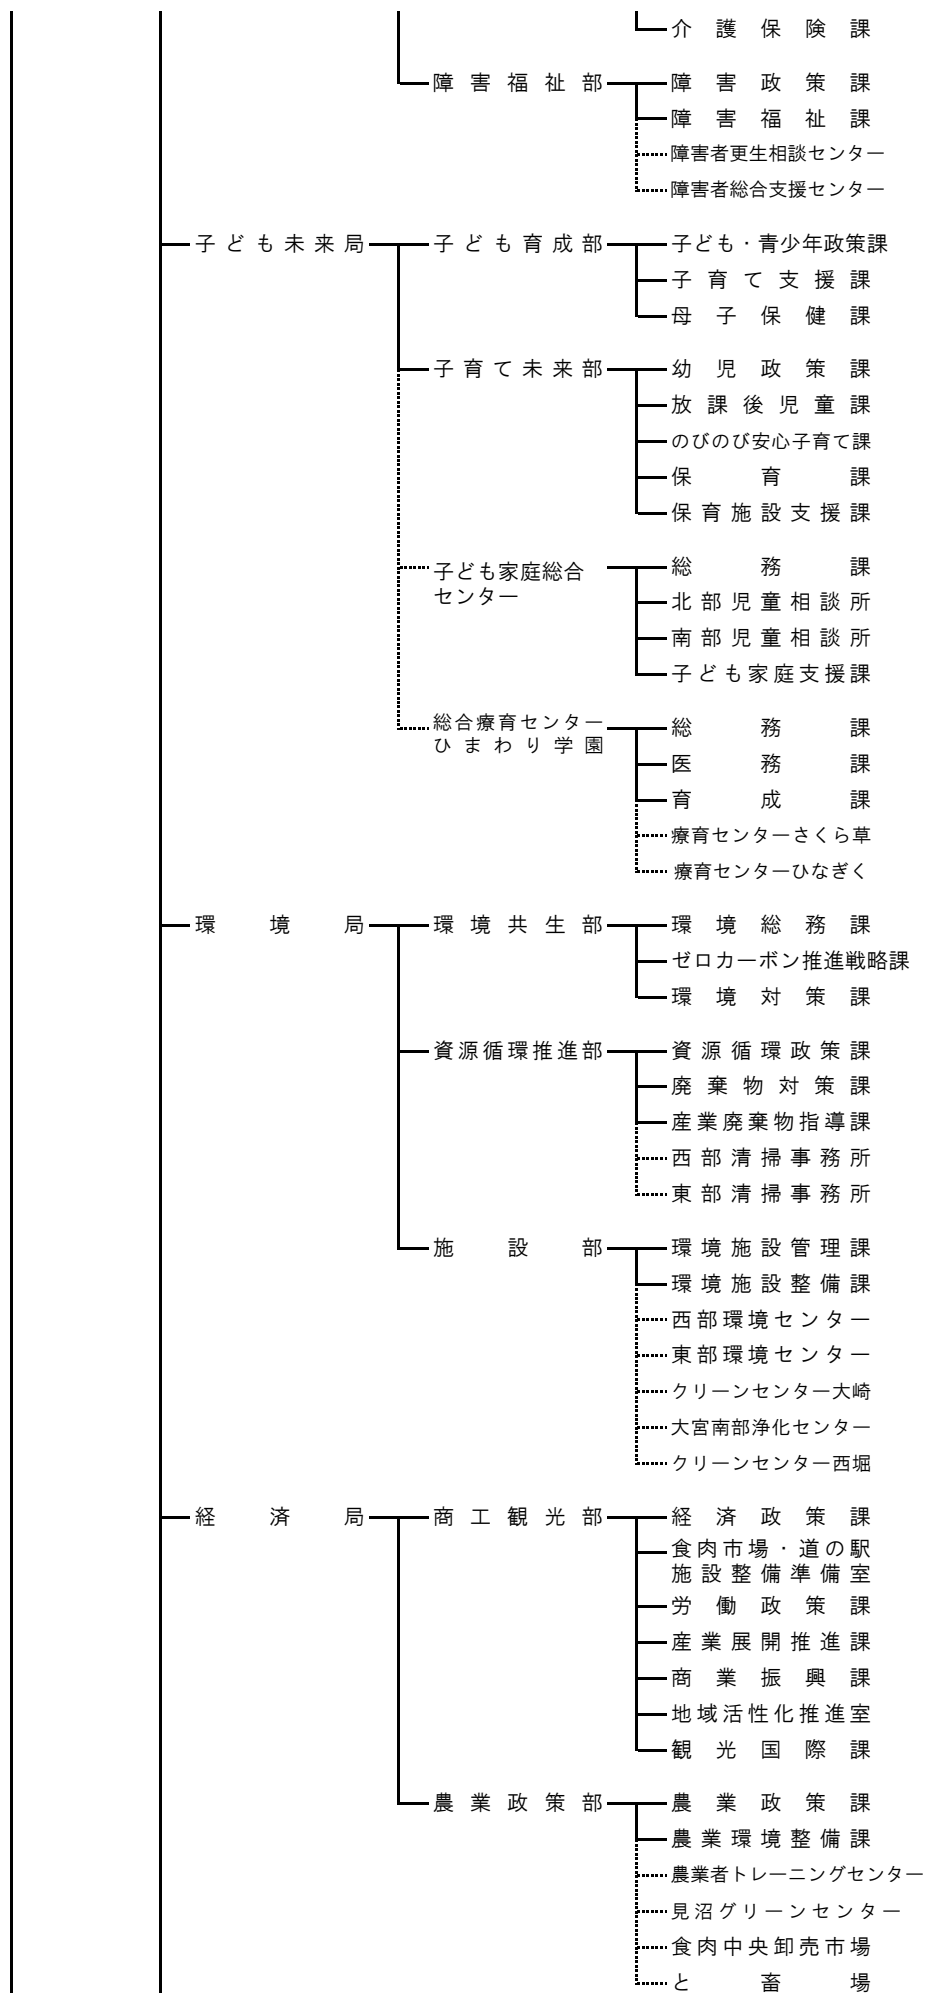 介護保険課
障害福祉部 障害政策課
障害福祉課
障害者更生相談センター
障害者総合支援センター
子ども未来局 子ども育成部 子ども・青少年政策課
子育て支援課
母子保健課
子育て未来部 幼児政策課
放課後児童課
のびのび安心子育て課
保育課
保育施設支援課
子ども家庭総合 総務課
センター
北部児童相談所
南部児童相談所
子ども家庭支援課
総合療育センター 総務課
ひまわり学園
医務課
育成課
療育センターさくら草
療育センターひなぎく
環境局 環境共生部 環境総務課
ゼロカーボン推進戦略課
環境対策課
資源循環推進部 資源循環政策課
廃棄物対策課
産業廃棄物指導課
西部清掃事務所
東部清掃事務所
施設部 環境施設管理課
環境施設整備課
西部環境センター
東部環境センター
クリーンセンター大崎
大宮南部浄化センター
クリーンセンター西堀
経済局 商工観光部 経済政策課
食肉市場・道の駅
施設整備準備室
労働政策課
産業展開推進課
商業振興課
地域活性化推進室
観光国際課
農業政策部 農業政策課
農業環境整備課
農業者トレーニングセンター
見沼グリーンセンター
食肉中央卸売市場
と畜場